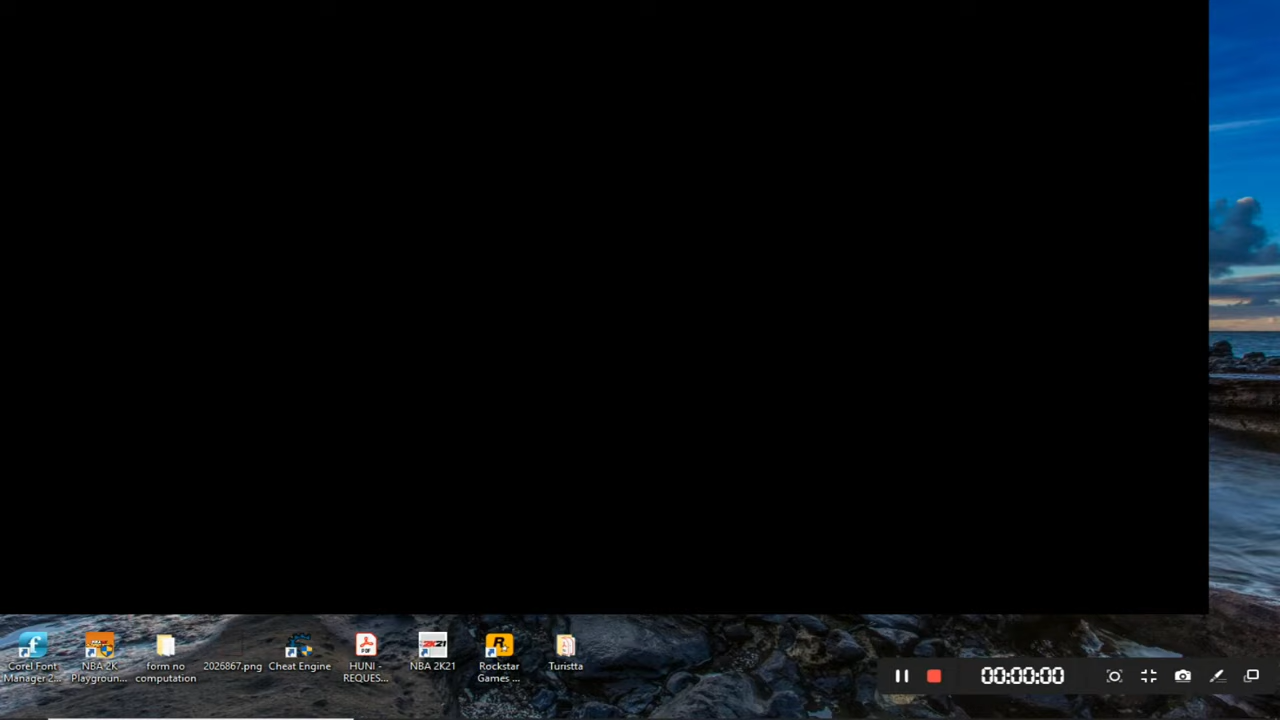 Corel Font
Manager 2...
NBA 2K
Playgroun...
form no
computation
2026867.png
Cheat Engine
HUNI -
REQUES...
NBA 2K21
Rockstar
Games ...
Turistta
00:00:00